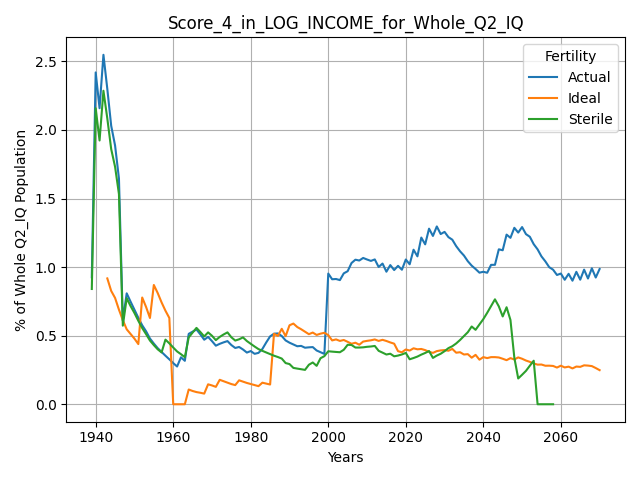 Score_4_in_LOG_INCOME_for_Whole_Q2_IQ
Fertility
Actual
Ideal
Sterile
% of Whole Q2_IQ Population
2.5
2.0
1.5
1.0
0.5
0.0
1940 1960 1980 2000 2020 2040 2060
Years